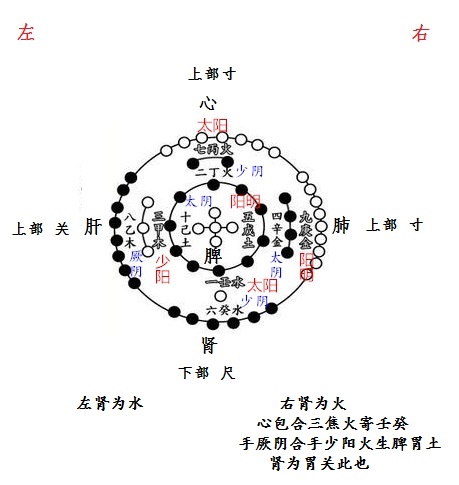 左 右
上部寸
心
太阳
七丙火
二丁火 少阴
太阴 阳明
上部 关 肝 八乙木 三甲木 十己土 五戊土 四辛金 九庚金 肺 上部 寸
厥阴 少阳 脾 太阴 阳明
一壬水 太阳
少阴
六癸水
肾
下部 尺
左肾为水 右肾为火
心包合三焦火寄壬癸
手厥阴合手少阳火生脾胃土
肾为胃关此也